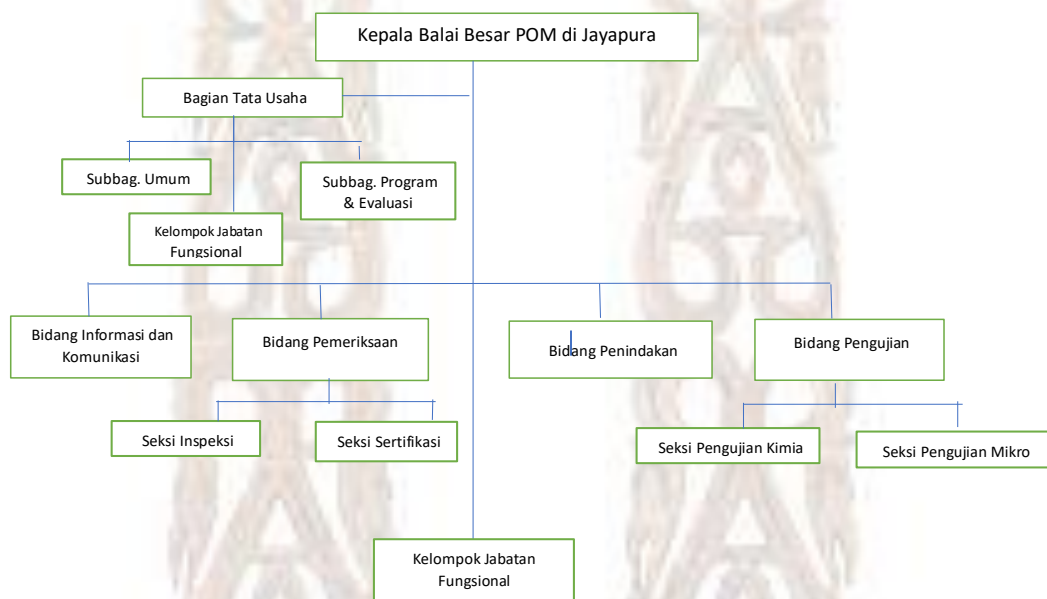 Kepala Balai Besar POM di Jayapura
Bagian Tata Usaha
Subbag. Umum
Subbag. Program
& Evaluasi
Kelompok Jabatan
Fungsional
Bidang Informasi dan
Komunikasi
Bidang Pemeriksaan
Bidang Penindakan
Bidang Pengujian
Seksi Inspeksi
Seksi Sertifikasi
Seksi Pengujian Kimia
Seksi Pengujian Mikro
Kelompok Jabatan
Fungsional